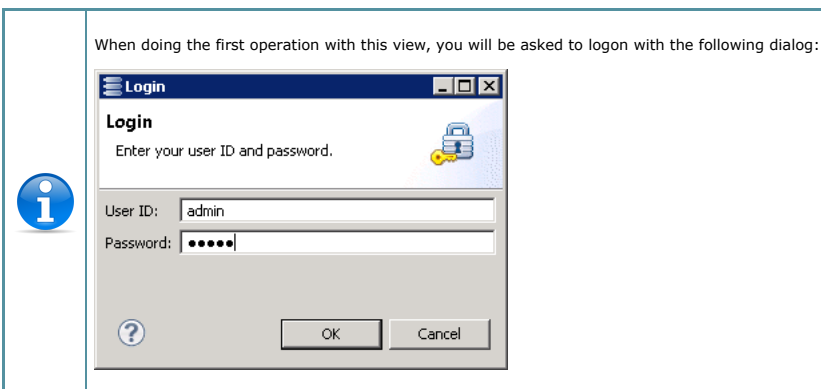 When doing the first operation with this view, you will be asked to logon with the following dialog:
Login
Login
Enter your user ID and password.
User ID: admin
Password: ●●●●●
OK Cancel